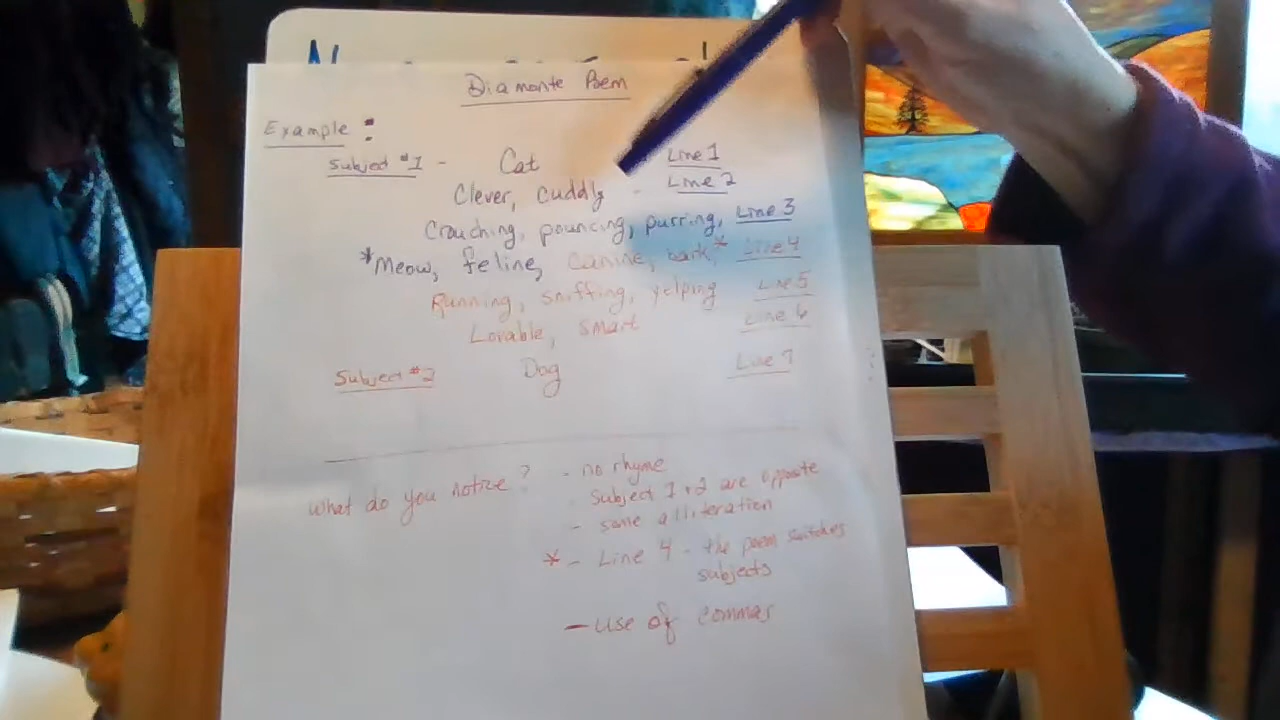 Diamonte Poem
Example:
Subject #1 - Cat Line 1
Clever, cuddly - Line 2
Crouching, pouncing, purring, Line 3
*Meow, feline, Canine, bark,* Line 4
Running, sniffing, yelping Line 5
Lovable, smart Line 6
Subject #2 Dog Line 7
What do you notice? - no rhyme
Subject 1 + 2 are opposite
- some alliteration
* - Line 4 - the poem switches
subjects
- use of commas